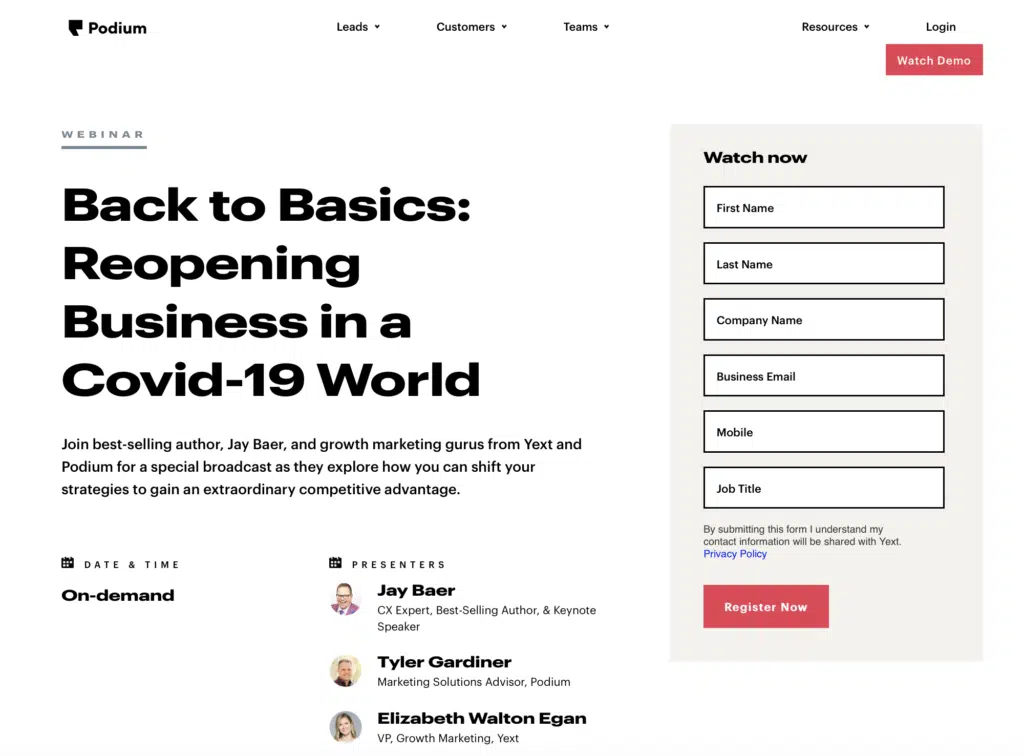 Podium
Leads
Customers
Teams
Resources
Login
Watch Demo
WEBINAR
Back to Basics:
Reopening
Business in a
Covid-19 World
Join best-selling author, Jay Baer, and growth marketing gurus from Yext and
Podium for a special broadcast as they explore how you can shift your
strategies to gain an extraordinary competitive advantage.
DATE & TIME
On-demand
PRESENTERS
Jay Baer
CX Expert, Best-Selling Author, & Keynote
Speaker
Tyler Gardiner
Marketing Solutions Advisor, Podium
Elizabeth Walton Egan
VP, Growth Marketing, Yext
Watch now
First Name
Last Name
Company Name
Business Email
Mobile
Job Title
By submitting this form I understand my
contact information will be shared with Yext.
Privacy Policy
Register Now